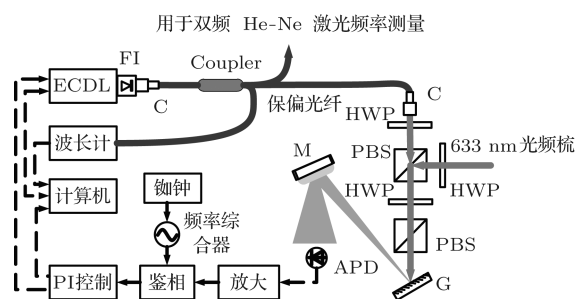 用于双频 He-Ne 激光频率测量
FI
Coupler
ECDL
C
C
保偏光纤
HWP
波长计
M
PBS
633 nm光频梳
HWP
HWP
计算机
铷钟
频率综
合器
PBS
APD
G
PI控制
鉴相
放大